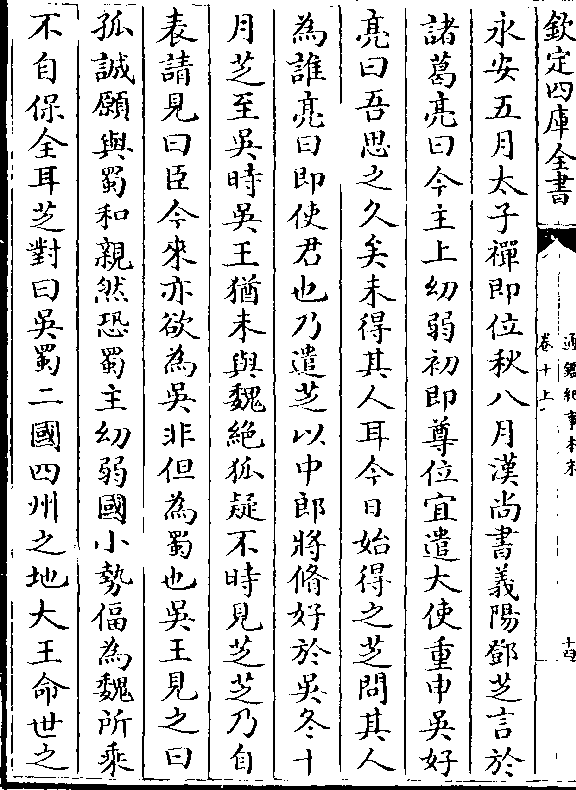 欽定四庫全書
通鑑紀事本末
卷十上
永安五月太子禪即位秋八月漢尚書義陽鄧芝言於
諸葛亮曰今主上幼弱初即尊位宜遣大使重申吳好
亮曰吾思之久矣未得其人耳今日始得之芝問其人
為誰亮曰即使君也乃遣芝以中郎將脩好於吳冬十
月芝至吳時吳王猶未與魏絶狐疑不時見芝芝乃自
表請見曰臣今來亦欲為吳非但為蜀也吳王見之曰
孤誠願與蜀和親然恐蜀主幼弱國小勢偪為魏所乘
不自保全耳芝對曰吳蜀二國四州之地大王命世之